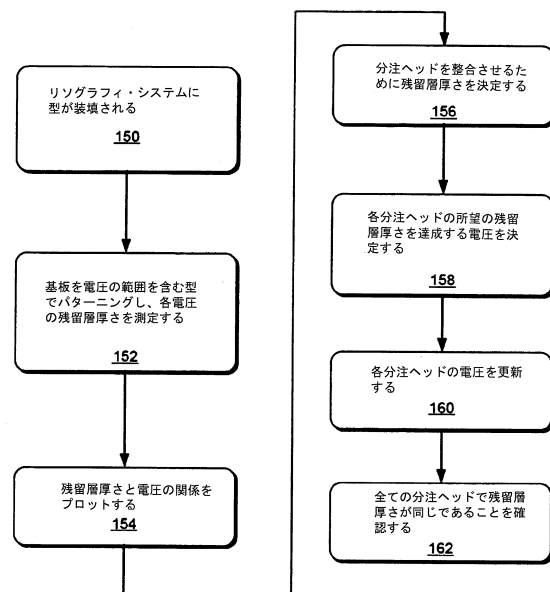 リソグラフィ・システムに
型が装填される
150
基板を電圧の範囲を含む型
でパターニングし、各電圧
の残留層厚さを測定する
152
残留層厚さと電圧の関係を
プロットする
154
分注ヘッドを整合させるた
めに残留層厚さを決定する
156
各分注ヘッドの所望の残留
層厚さを達成する電圧を決
定する
158
各分注ヘッドの電圧を更新
する
160
全ての分注ヘッドで残留層
厚さが同じであることを確
認する
162